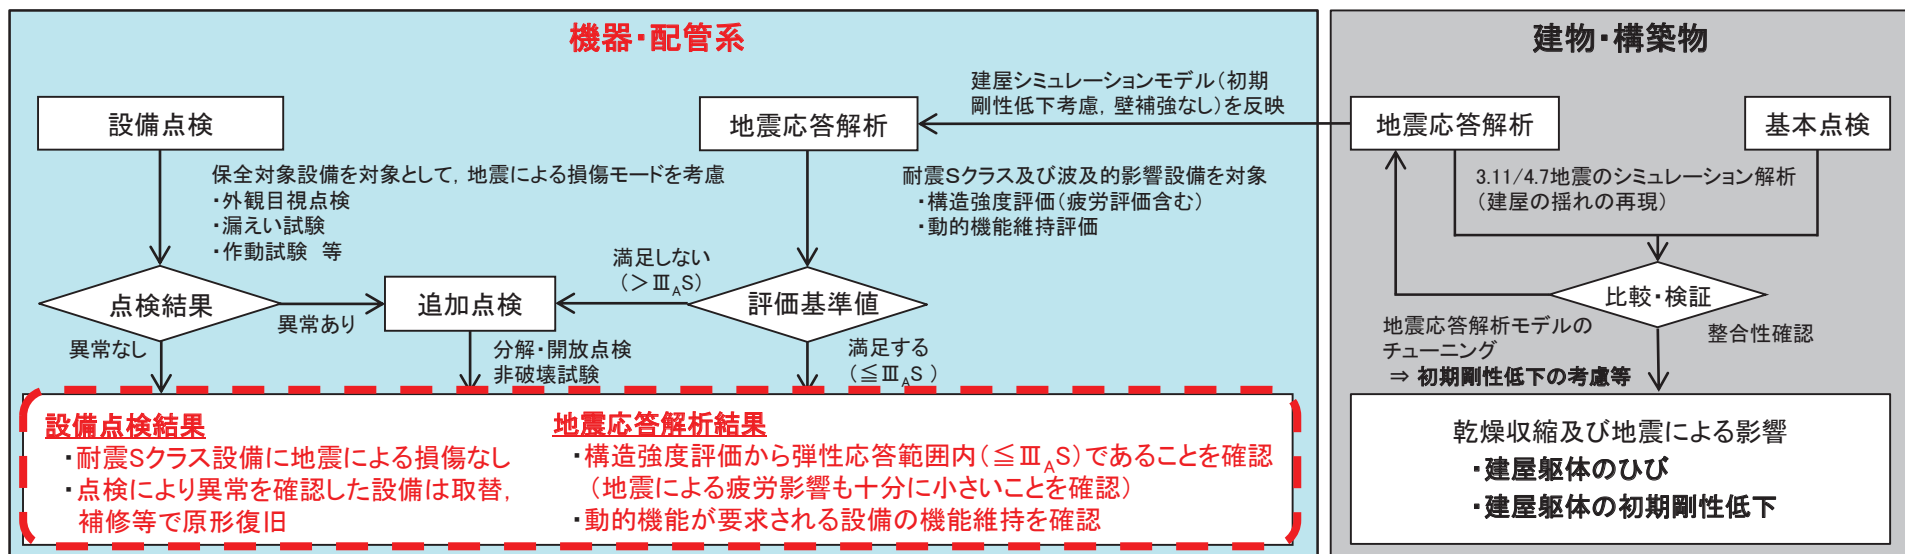 機器・配管系
設備点検
保全対象設備を対象として，地震による損傷モードを考慮
・外観目視点検
・漏えい試験
・作動試験　等
点検結果
異常あり
異常なし
追加点検
分解・開放点検
非破壊試験
建屋シミュレーションモデル（初期
剛性低下考慮，壁補強なし）を反映
地震応答解析
耐震Sクラス及び波及的影響設備を対象
・構造強度評価（疲労評価含む）
・動的機能維持評価
満足しない
（＞ⅢAS）
評価基準値
満足する
（≦ⅢAS ）
設備点検結果
・耐震Sクラス設備に地震による損傷なし
・点検により異常を確認した設備は取替，
補修等で原形復旧
地震応答解析結果
・構造強度評価から弾性応答範囲内（≦ⅢAS）であることを確認
（地震による疲労影響も十分に小さいことを確認）
・動的機能が要求される設備の機能維持を確認
建物・構築物
地震応答解析
基本点検
3.11/4.7地震のシミュレーション解析
（建屋の揺れの再現）
比較・検証
地震応答解析モデルの
チューニング
⇒ 初期剛性低下の考慮等
整合性確認
乾燥収縮及び地震による影響
・建屋躯体のひび
・建屋躯体の初期剛性低下